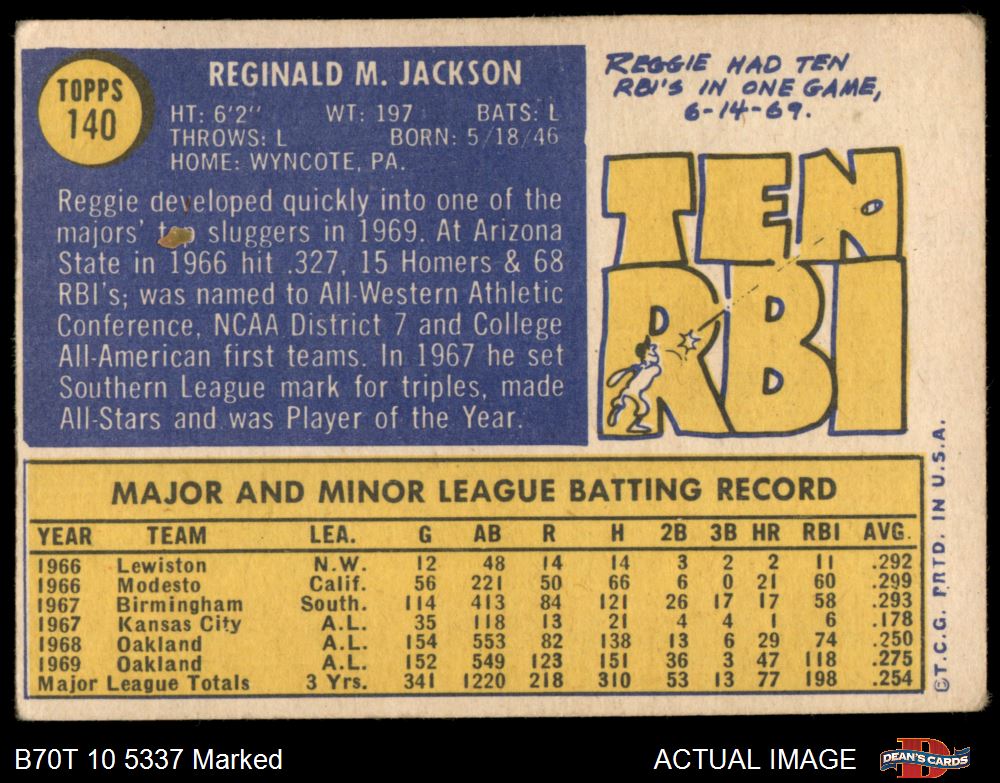 TOPPS
140
REGINALD M. JACKSON
HT: 6'2" WT: 197 BATS: L
THROWS: L BORN: 5/18/46
HOME: WYNCOTE, PA.
Reggie developed quickly into one of the
majors' top sluggers in 1969. At Arizona
State in 1966 hit .327, 15 Homers & 68
RBI's; was named to All-Western Athletic
Conference, NCAA District 7 and College
All-American first teams. In 1967 he set
Southern League mark for triples, made
All-Stars and was Player of the Year.
REGGIE HAD TEN
RBI'S IN ONE GAME,
6-14-69.
TEN
RBI
MAJOR AND MINOR LEAGUE BATTING RECORD
YEAR TEAM LEA. G AB R H 2B 3B HR RBI AVG.
1966 Lewiston N.W. 12 48 14 14 3 2 2 11 .292
1966 Modesto Calif. 56 221 50 66 6 0 21 60 .299
1967 Birmingham South. 114 413 84 121 26 17 17 58 .293
1967 Kansas City A.L. 35 118 13 21 4 4 1 6 .178
1968 Oakland A.L. 154 553 82 138 13 6 29 74 .250
1969 Oakland A.L. 152 549 123 151 36 3 47 118 .275
Major League Totals 3 Yrs. 341 1220 218 310 53 13 77 198 .254
©T.C.G. PRTD. IN U.S.A.
B70T 10 5337 Marked
ACTUAL IMAGE
DEAN'S CARDS